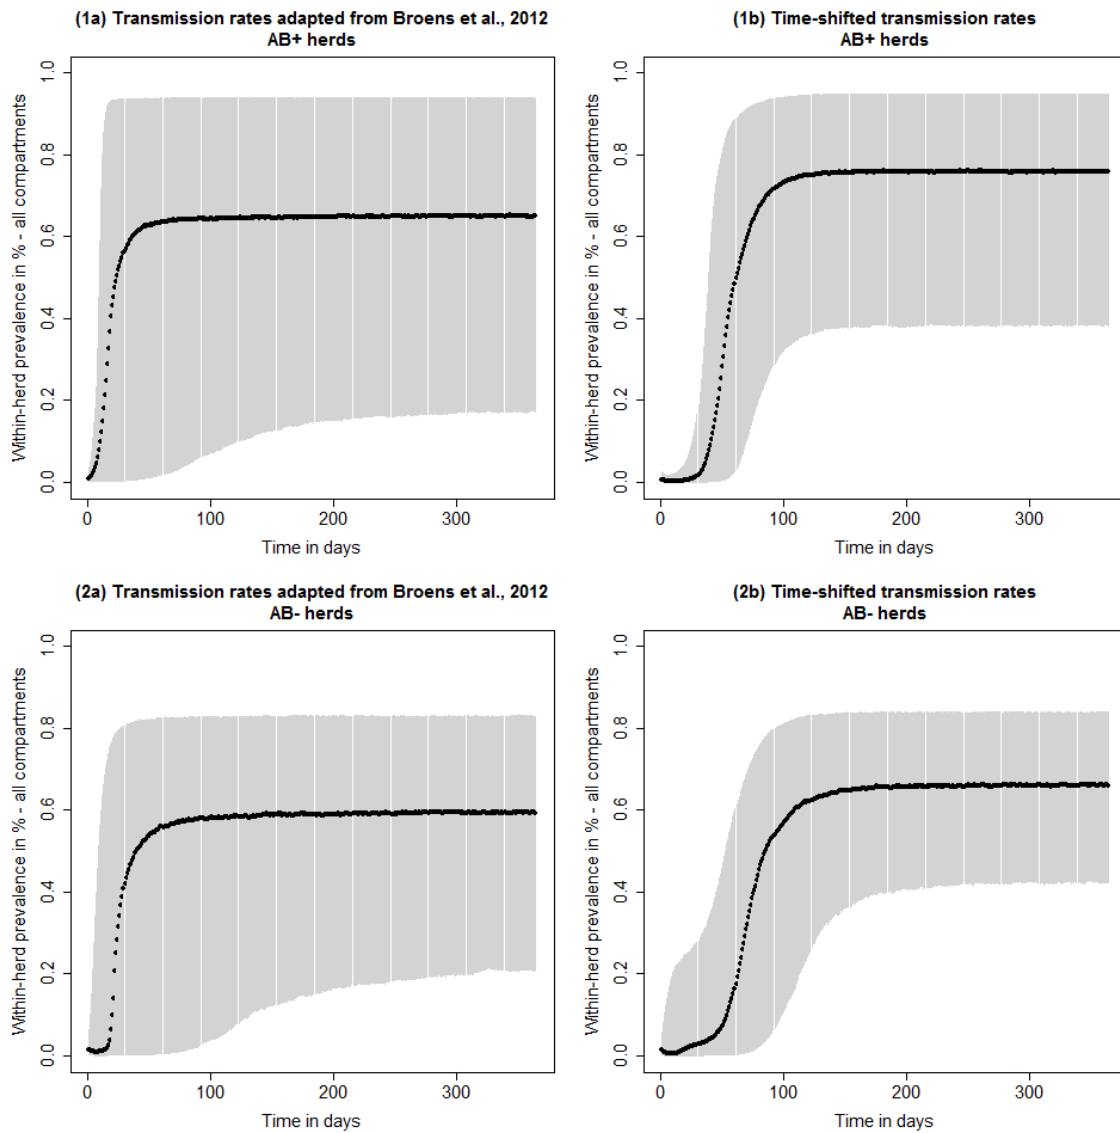 (1a) Transmission rates adapted from Broens et al., 2012
AB+ herds
Within-herd prevalence in % - all compartments
0.0 0.2 0.4 0.6 0.8 1.0
0 100 200 300
Time in days
(1b) Time-shifted transmission rates
AB+ herds
Within-herd prevalence in % - all compartments
0.0 0.2 0.4 0.6 0.8 1.0
0 100 200 300
Time in days
(2a) Transmission rates adapted from Broens et al., 2012
AB- herds
Within-herd prevalence in % - all compartments
0.0 0.2 0.4 0.6 0.8 1.0
0 100 200 300
Time in days
(2b) Time-shifted transmission rates
AB- herds
Within-herd prevalence in % - all compartments
0.0 0.2 0.4 0.6 0.8 1.0
0 100 200 300
Time in days